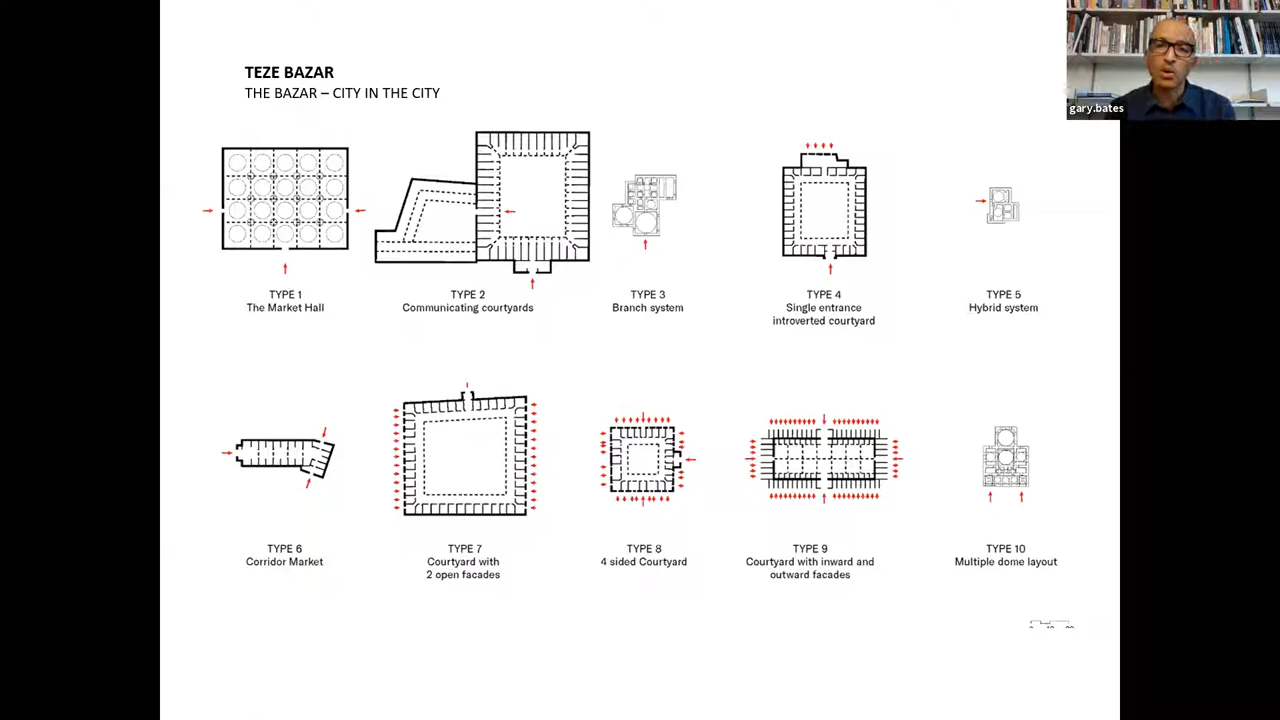 TEZE BAZAR
THE BAZAR – CITY IN THE CITY
gary.bates
TYPE 1
The Market Hall
TYPE 2
Communicating courtyards
TYPE 3
Branch system
TYPE 4
Single entrance
introverted courtyard
TYPE 5
Hybrid system
TYPE 6
Corridor Market
TYPE 7
Courtyard with
2 open facades
TYPE 8
4 sided Courtyard
TYPE 9
Courtyard with inward and
outward facades
TYPE 10
Multiple dome layout